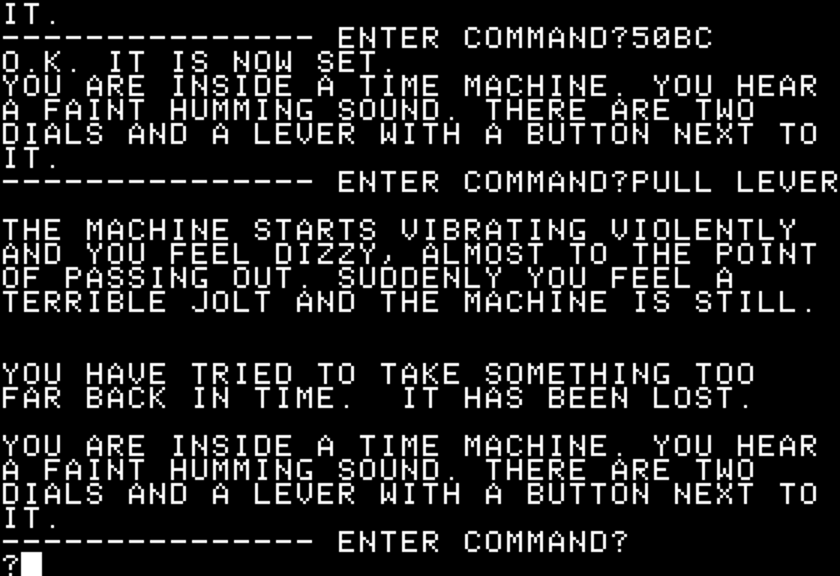 IT.
--------------- ENTER COMMAND?50BC
O.K. IT IS NOW SET.
YOU ARE INSIDE A TIME MACHINE. YOU HEAR
A FAINT HUMMING SOUND. THERE ARE TWO
DIALS AND A LEVER WITH A BUTTON NEXT TO
IT.
--------------- ENTER COMMAND?PULL LEVER
THE MACHINE STARTS VIBRATING VIOLENTLY
AND YOU FEEL DIZZY, ALMOST TO THE POINT
OF PASSING OUT. SUDDENLY YOU FEEL A
TERRIBLE JOLT AND THE MACHINE IS STILL.
YOU HAVE TRIED TO TAKE SOMETHING TOO
FAR BACK IN TIME.  IT HAS BEEN LOST.
YOU ARE INSIDE A TIME MACHINE. YOU HEAR
A FAINT HUMMING SOUND. THERE ARE TWO
DIALS AND A LEVER WITH A BUTTON NEXT TO
IT.
--------------- ENTER COMMAND?
?